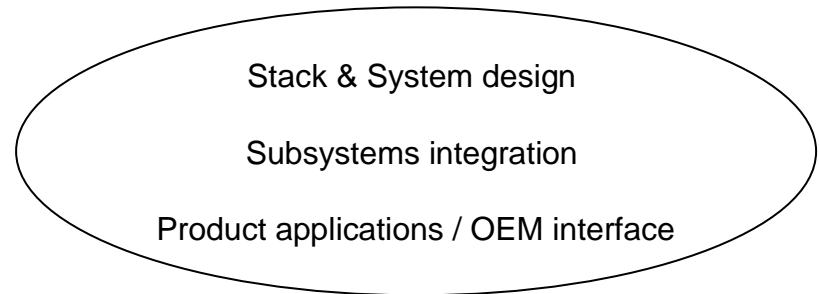 Stack & System design
Subsystems integration
Product applications / OEM interface